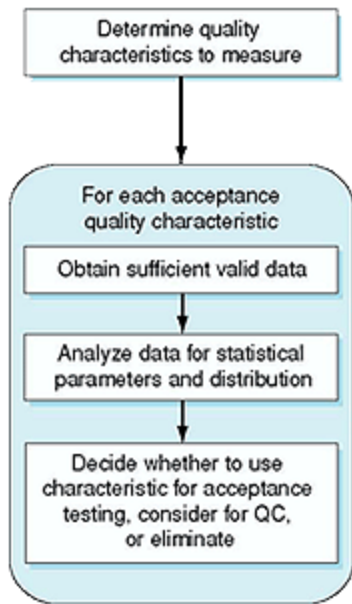 Determine quality
characteristics to measure
For each acceptance
quality characteristic
Obtain sufficient valid data
Analyze data for statistical
parameters and distribution
Decide whether to use
characteristic for acceptance
testing, consider for QC,
or eliminate